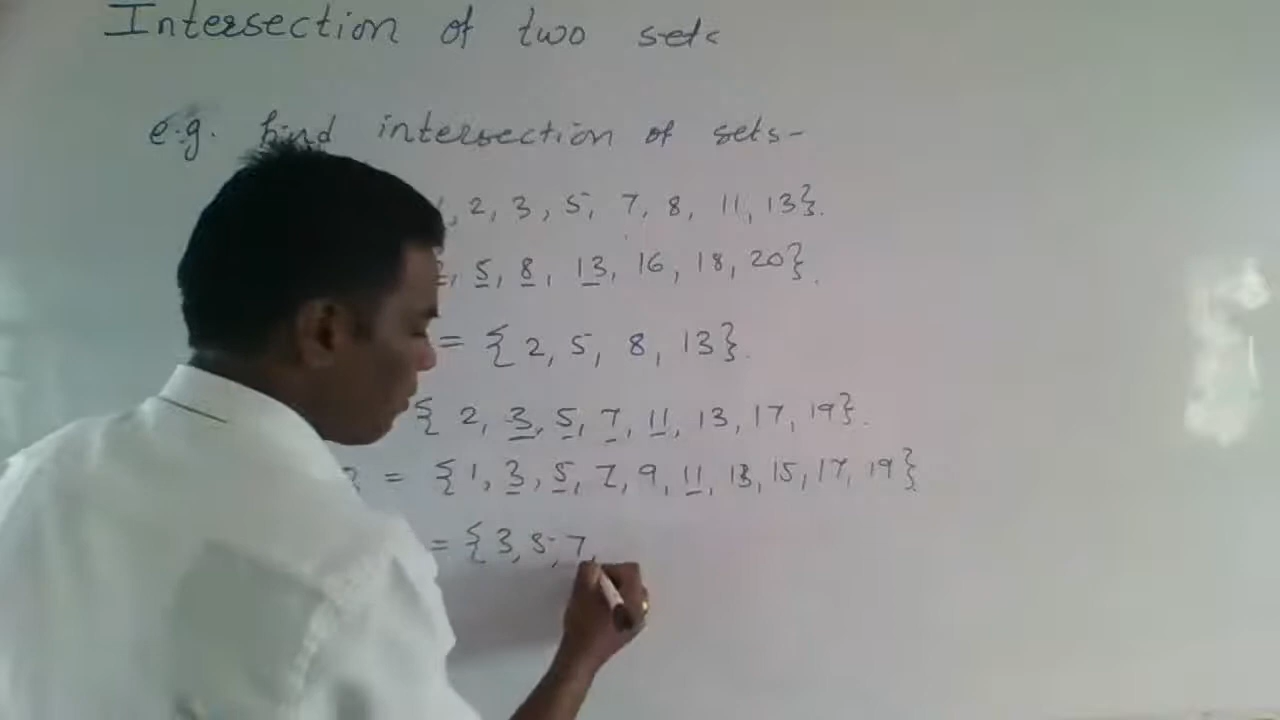 Intersection of two sets
e.g. find intersection of sets-
, 2, 3, 5, 7, 8, 11, 13}.
, 5, 8, 13, 16, 18, 20}.
= { 2, 5, 8, 13}.
{ 2, 3, 5, 7, 11, 13, 17, 19}.
= { 1, 3, 5, 7, 9, 11, 13, 15, 17, 19}
= { 3, 5, 7,